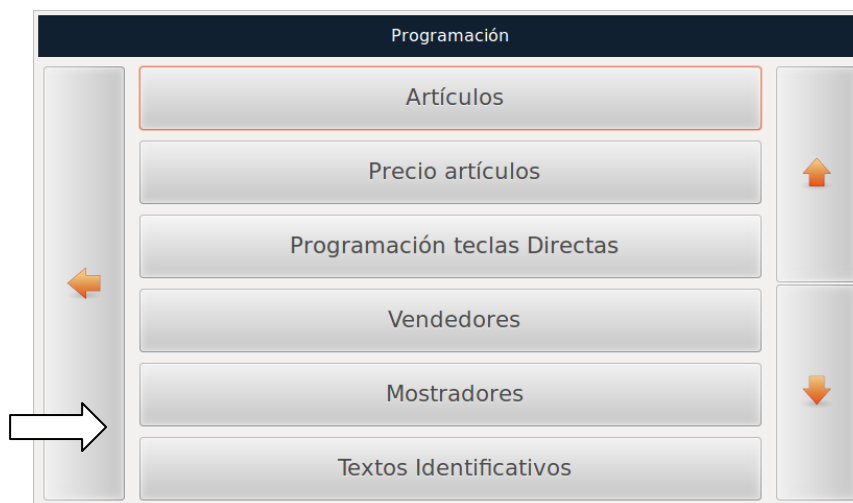 Programación
Artículos
Precio artículos
Programación teclas Directas
Vendedores
Mostradores
Textos Identificativos